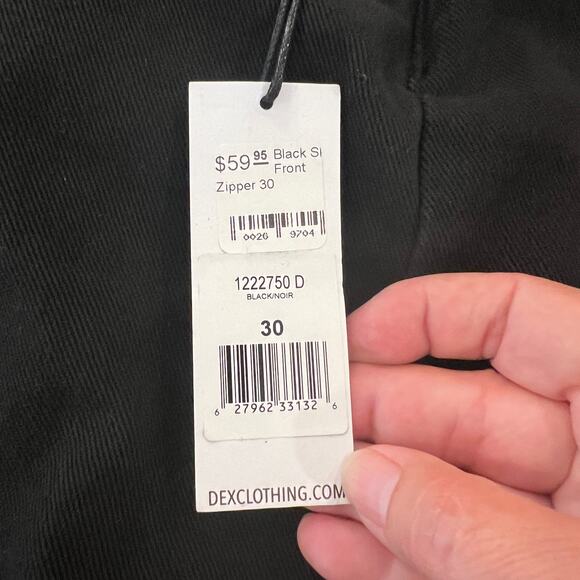 $59 95 Black Sl
Front
Zipper 30
0026 9704
1222750 D
BLACK/NOIR
30
6 27962 33132 6
DEXCLOTHING.COM